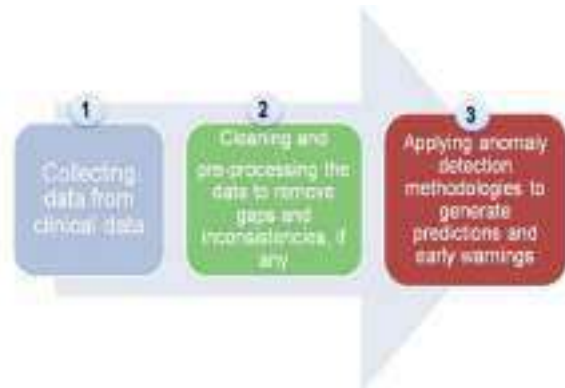 1
Collecting
data from
clinical data
2
Cleaning and
pre-processing the
data to remove
gaps and
inconsistencies, if
any
3
Applying anomaly
detection
methodologies to
generate
predictions and
early warnings